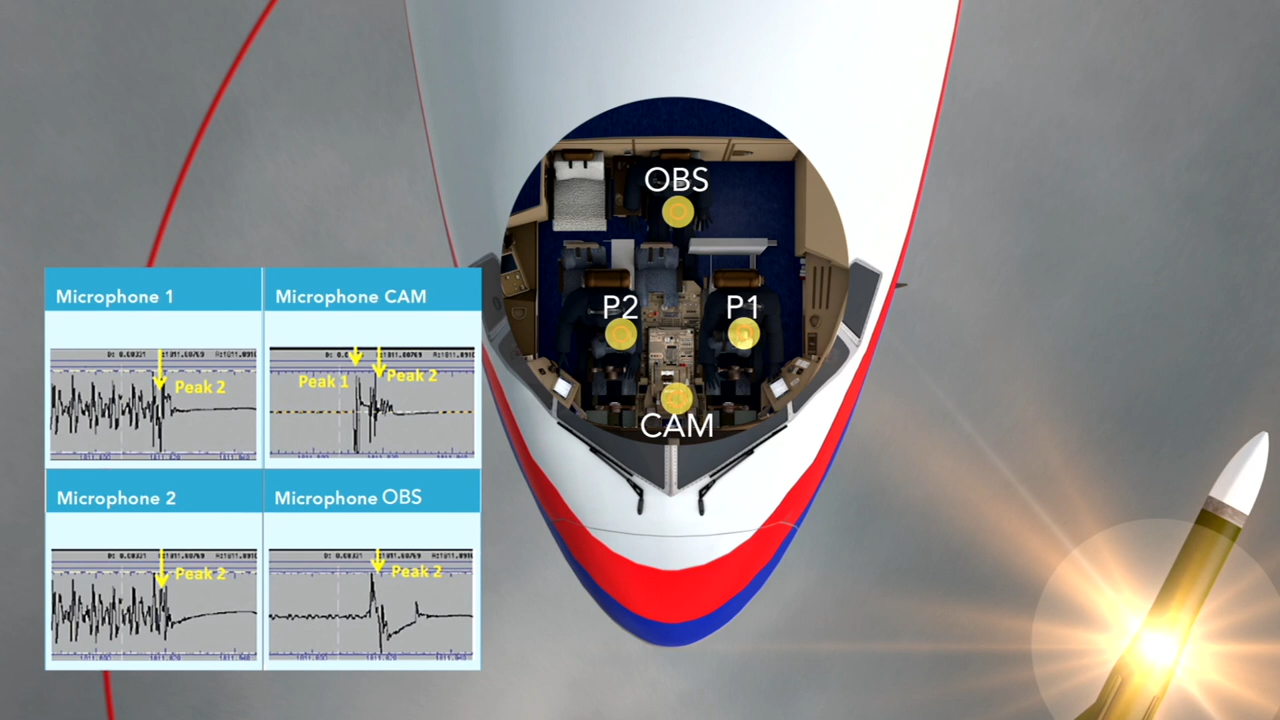 OBS
P2
P1
CAM
Microphone 1
Peak 2
Microphone CAM
Peak 1
Peak 2
Microphone 2
Peak 2
Microphone OBS
Peak 2